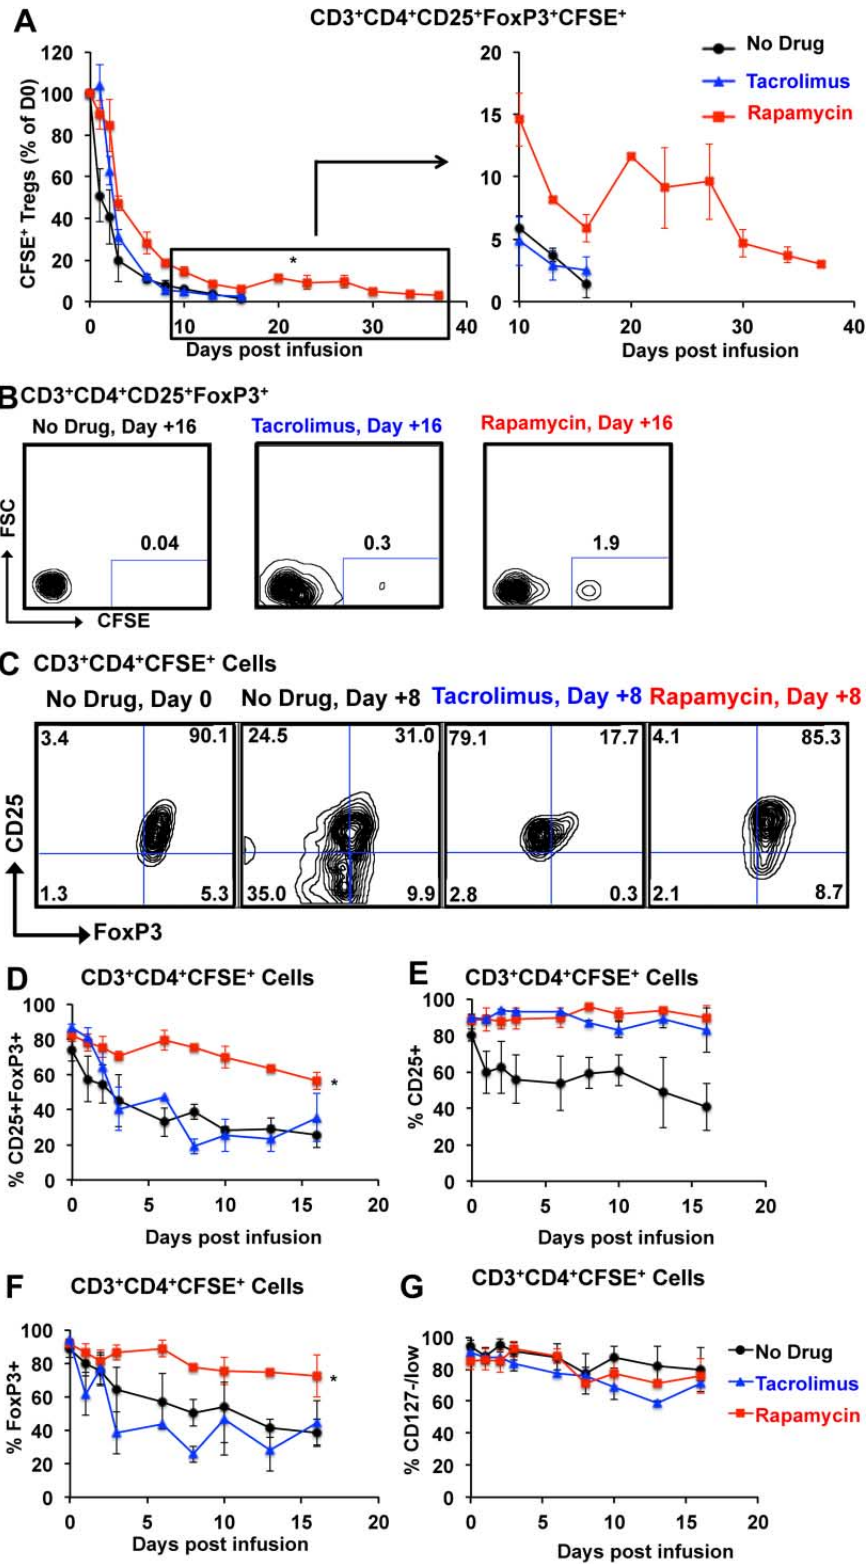 A
CD3+CD4+CD25+FoxP3+CFSE+
CFSE+ Tregs (% of D0)
120
100
80
60
40
20
0
*
0 10 20 30 40
Days post infusion
20
15
10
5
0
10 20 30 40
Days post infusion
No Drug
Tacrolimus
Rapamycin
B CD3+CD4+CD25+FoxP3+
No Drug, Day +16 Tacrolimus, Day +16 Rapamycin, Day +16
0.04 0.3 1.9
FSC
CFSE
C CD3+CD4+CFSE+ Cells
No Drug, Day 0 No Drug, Day +8 Tacrolimus, Day +8 Rapamycin, Day +8
3.4 90.1 24.5 31.0 79.1 17.7 4.1 85.3
1.3 5.3 35.0 9.9 2.8 0.3 2.1 8.7
CD25
FoxP3
D
CD3+CD4+CFSE+ Cells
% CD25+FoxP3+
100
80
60
40
20
0
*
0 5 10 15 20
Days post infusion
E
CD3+CD4+CFSE+ Cells
% CD25+
100
80
60
40
20
0
0 5 10 15 20
Days post infusion
F
CD3+CD4+CFSE+ Cells
% FoxP3+
100
80
60
40
20
0
*
0 5 10 15 20
Days post infusion
G
CD3+CD4+CFSE+ Cells
% CD127-/low
100
80
60
40
20
0
0 5 10 15 20
Days post infusion
No Drug
Tacrolimus
Rapamycin